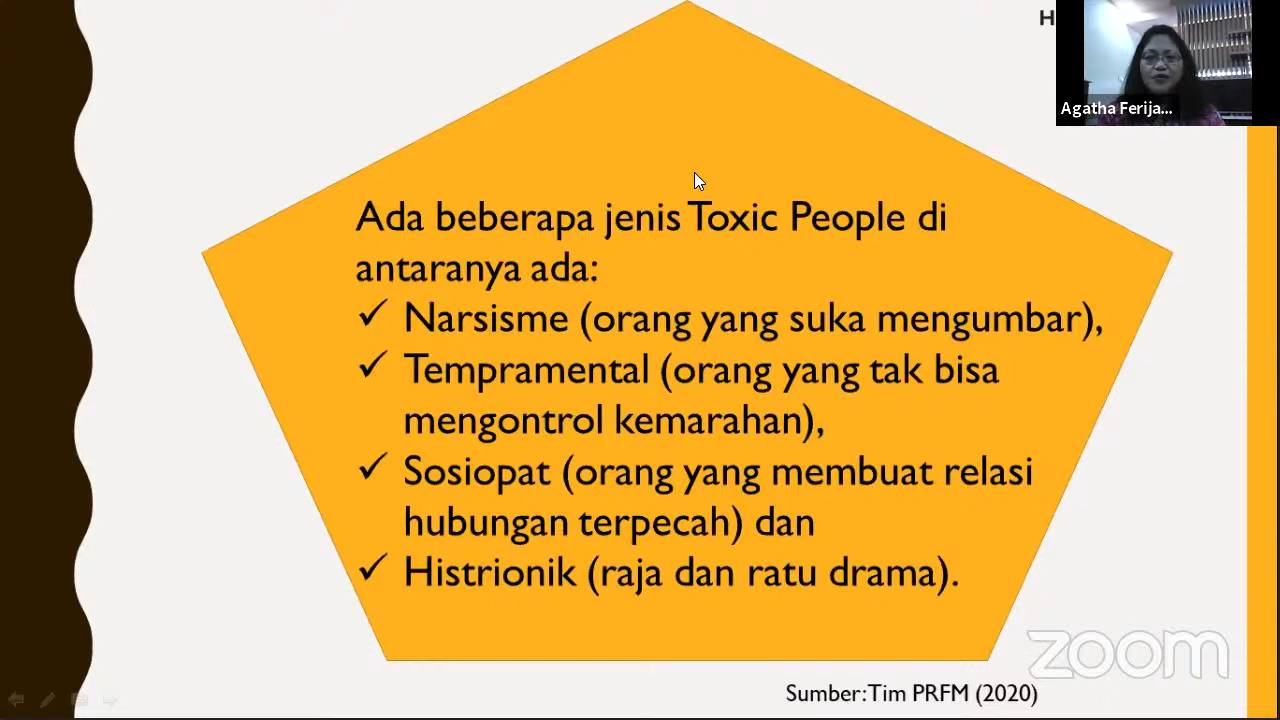 H
Agatha Ferija...
Ada beberapa jenis Toxic People di
antaranya ada:
✓ Narsisme (orang yang suka mengumbar),
✓ Tempramental (orang yang tak bisa
mengontrol kemarahan),
✓ Sosiopat (orang yang membuat relasi
hubungan terpecah) dan
✓ Histrionik (raja dan ratu drama).
zoom
Sumber:Tim PRFM (2020)